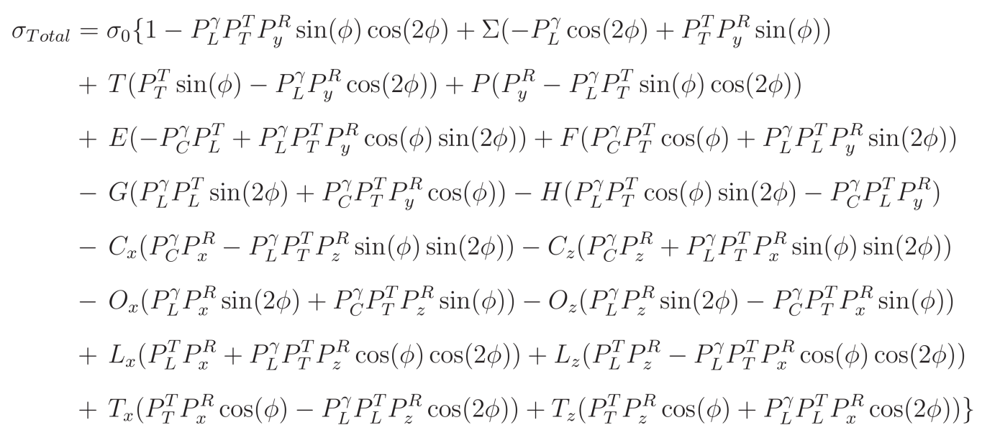 σ_{Total} = σ_0{1 − P_L^γ P_T^T P_y^R sin(ϕ) cos(2ϕ) + Σ(−P_L^γ cos(2ϕ) + P_T^T P_y^R sin(ϕ))
+ T(P_T^T sin(ϕ) − P_L^γ P_y^R cos(2ϕ)) + P(P_y^R − P_L^γ P_T^T sin(ϕ) cos(2ϕ))
+ E(−P_C^γ P_L^T + P_L^γ P_T^T P_y^R cos(ϕ) sin(2ϕ)) + F(P_C^γ P_T^T cos(ϕ) + P_L^γ P_L^T P_y^R sin(2ϕ))
− G(P_L^γ P_L^T sin(2ϕ) + P_C^γ P_T^T P_y^R cos(ϕ)) − H(P_L^γ P_T^T cos(ϕ) sin(2ϕ) − P_C^γ P_L^T P_y^R)
− C_x(P_C^γ P_x^R − P_L^γ P_T^T P_z^R sin(ϕ) sin(2ϕ)) − C_z(P_C^γ P_z^R + P_L^γ P_T^T P_x^R sin(ϕ) sin(2ϕ))
− O_x(P_L^γ P_x^R sin(2ϕ) + P_C^γ P_T^T P_z^R sin(ϕ)) − O_z(P_L^γ P_z^R sin(2ϕ) − P_C^γ P_T^T P_x^R sin(ϕ))
+ L_x(P_L^T P_x^R + P_L^γ P_T^T P_z^R cos(ϕ) cos(2ϕ)) + L_z(P_L^T P_z^R − P_L^γ P_T^T P_x^R cos(ϕ) cos(2ϕ))
+ T_x(P_T^T P_x^R cos(ϕ) − P_L^γ P_L^T P_z^R cos(2ϕ)) + T_z(P_T^T P_z^R cos(ϕ) + P_L^γ P_L^T P_x^R cos(2ϕ))}